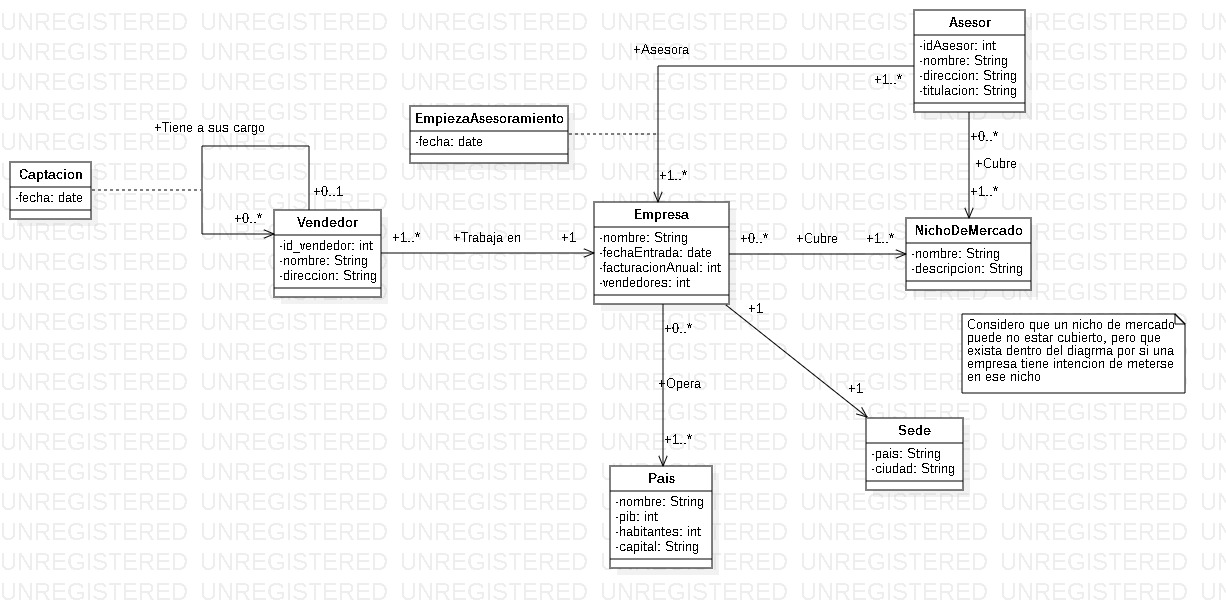 UNREGISTERED UNREGISTERED UNREGISTERED UNREGISTERED UNREGISTERED UNREGISTERED
Asesor
-idAsesor: int
-nombre: String
-direccion: String
-titulacion: String
+Asesora
+1..*
EmpiezaAsesoramiento
-fecha: date
+1..*
+0..*
+Cubre
+1..*
+Tiene a sus cargo
Captacion
-fecha: date
+0..1
+0..*
Vendedor
-id_vendedor: int
-nombre: String
-direccion: String
+1..*
+Trabaja en
+1
Empresa
-nombre: String
-fechaEntrada: date
-facturacionAnual: int
-vendedores: int
+0..*
+Cubre
+1..*
NichoDeMercado
-nombre: String
-descripcion: String
Considero que un nicho de mercado
puede no estar cubierto, pero que
exista dentro del diagrma por si una
empresa tiene intencion de meterse
en ese nicho
+0..*
+Opera
+1..*
+1
+1
Sede
-pais: String
-ciudad: String
Pais
-nombre: String
-pib: int
-habitantes: int
-capital: String